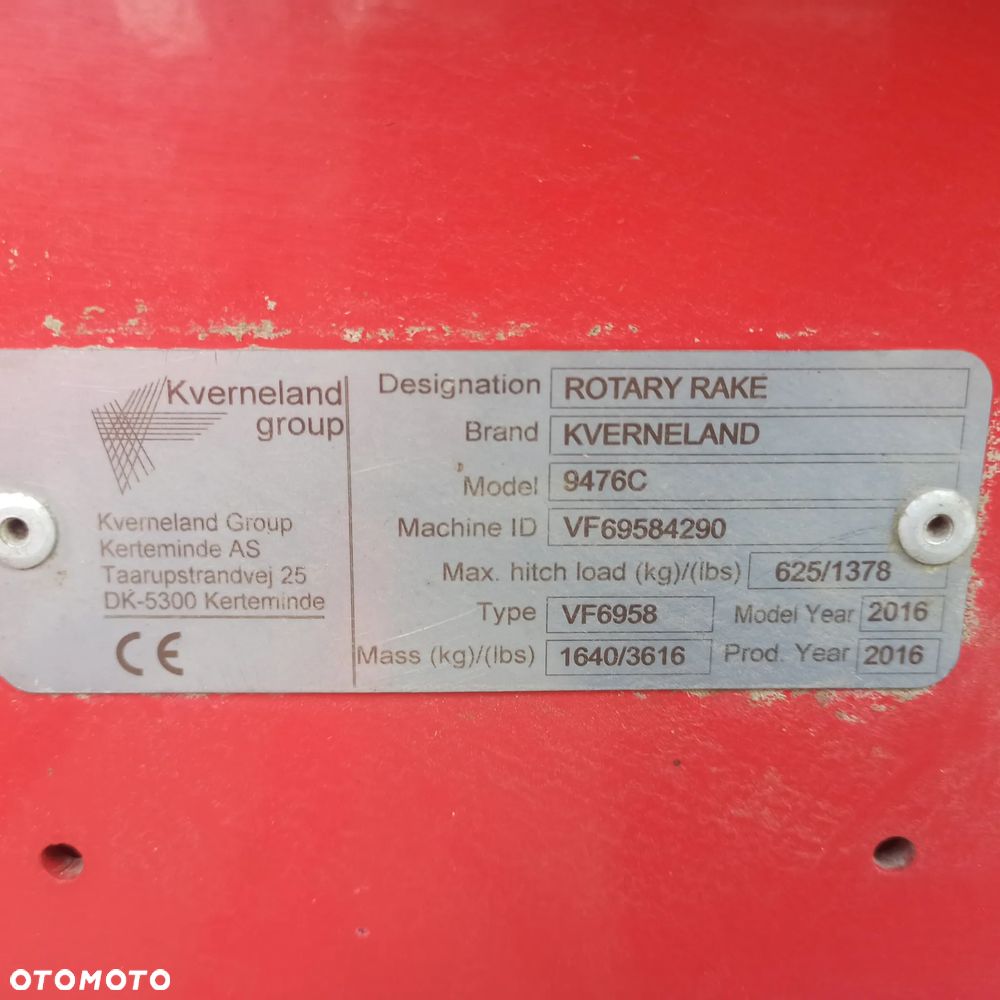 Kverneland
group
Kverneland Group
Kerteminde AS
Taarupstrandvej 25
DK-5300 Kerteminde
CE
Designation ROTARY RAKE
Brand KVERNELAND
Model 9476C
Machine ID VF69584290
Max. hitch load (kg)/(lbs) 625/1378
Type VF6958 Model Year 2016
Mass (kg)/(lbs) 1640/3616 Prod. Year 2016
OTOMOTO